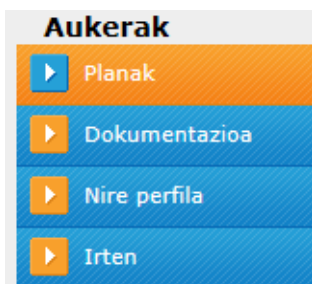 Aukerak
Planak
Dokumentazioa
Nire perfila
Irten